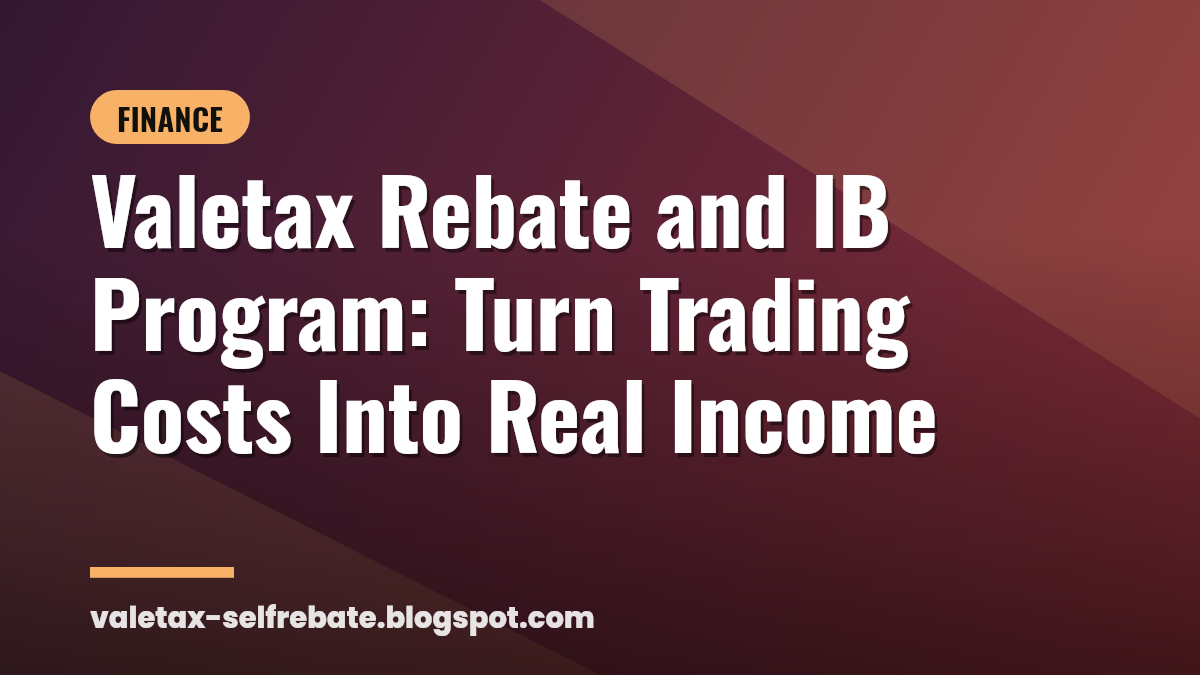 FINANCE
Valetax Rebate and IB
Program: Turn Trading
Costs Into Real Income
valetax-selfrebate.blogspot.com